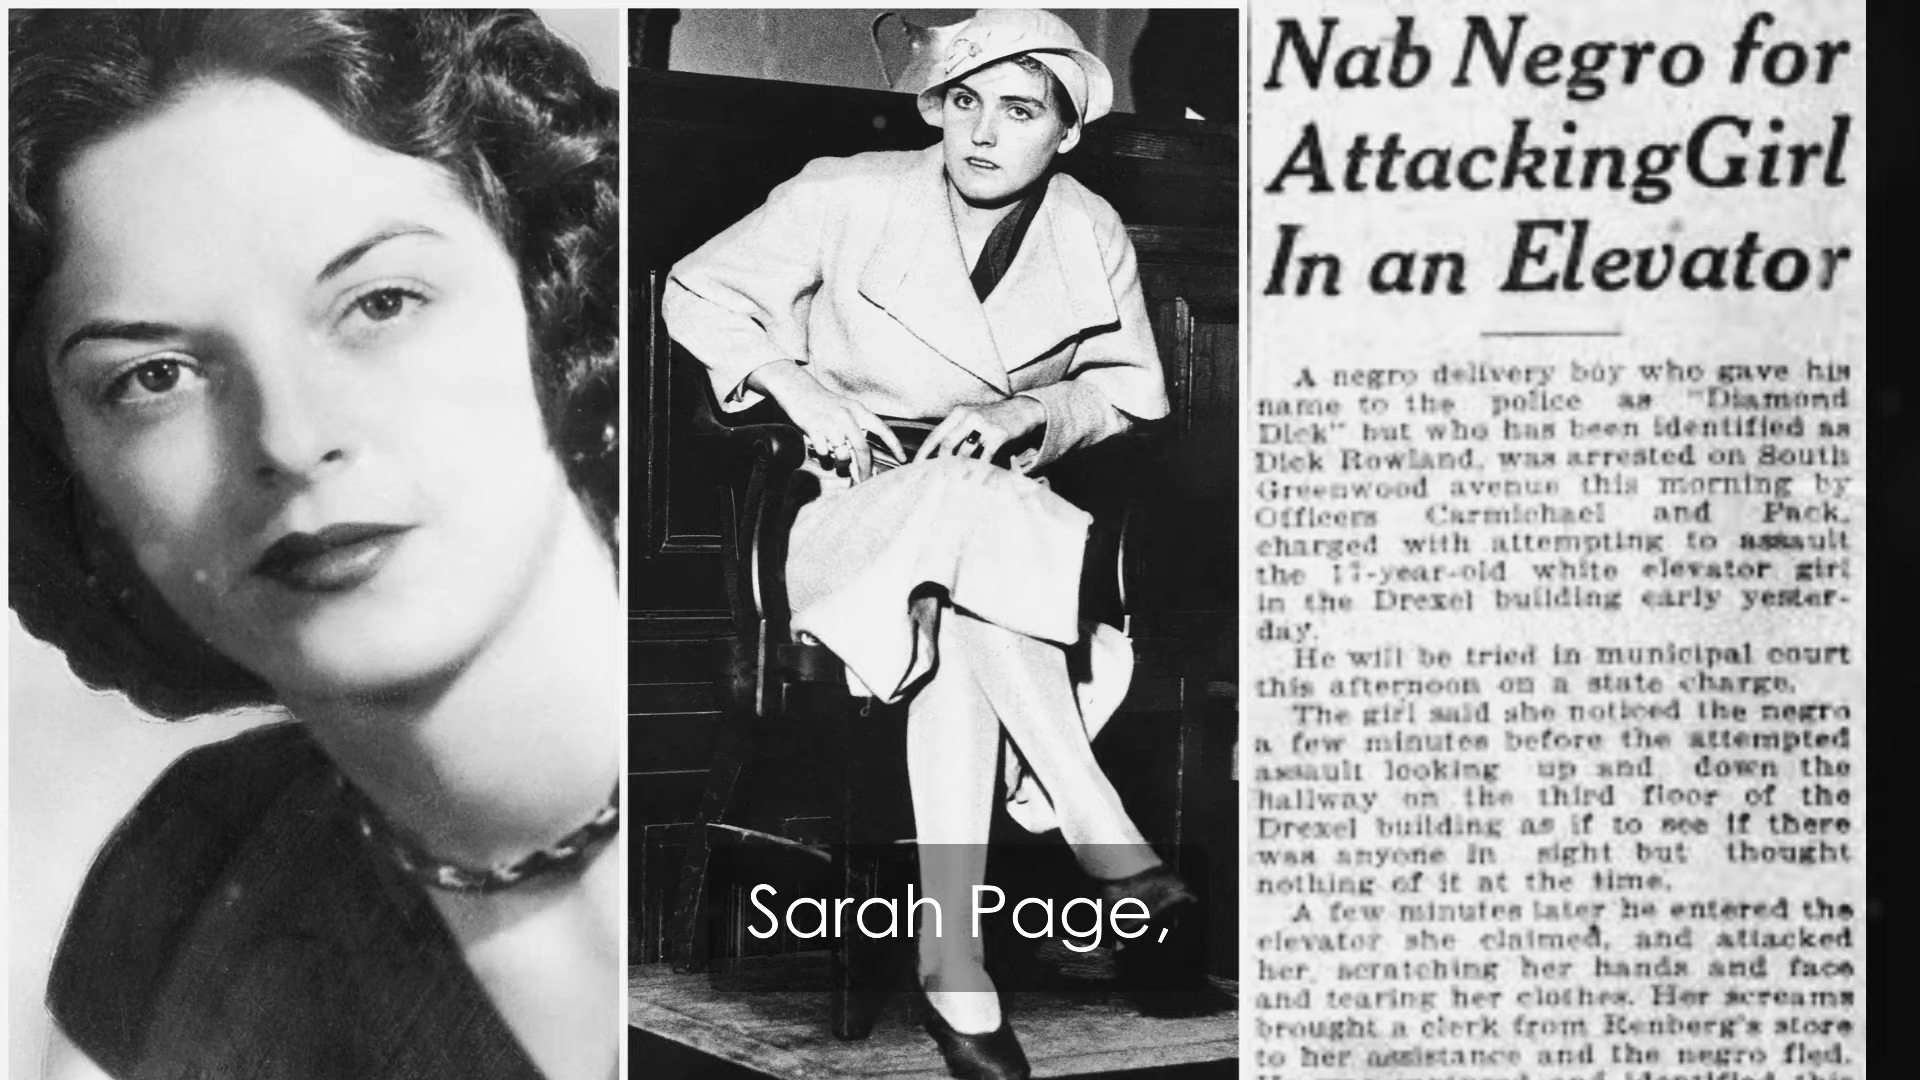 Nab Negro for
Attacking Girl
In an Elevator
A negro delivery boy who gave his
name to the police as "Diamond
Dick" but who has been identified as
Dick Rowland, was arrested on South
Greenwood avenue this morning by
Officers Carmichael and Pack,
charged with attempting to assault
the 17-year-old white elevator girl
in the Drexel building early yester-
day.
He will be tried in municipal court
this afternoon on a state charge.
The girl said she noticed the negro
a few minutes before the attempted
assault looking up and down the
hallway on the third floor of the
Drexel building as if to see if there
was anyone in sight but thought
nothing of it at the time.
A few minutes later he entered the
elevator she claimed, and attacked
her, scratching her hands and face
and tearing her clothes. Her screams
brought a clerk from Renberg's store
to her assistance and the negro fled.
Sarah Page,